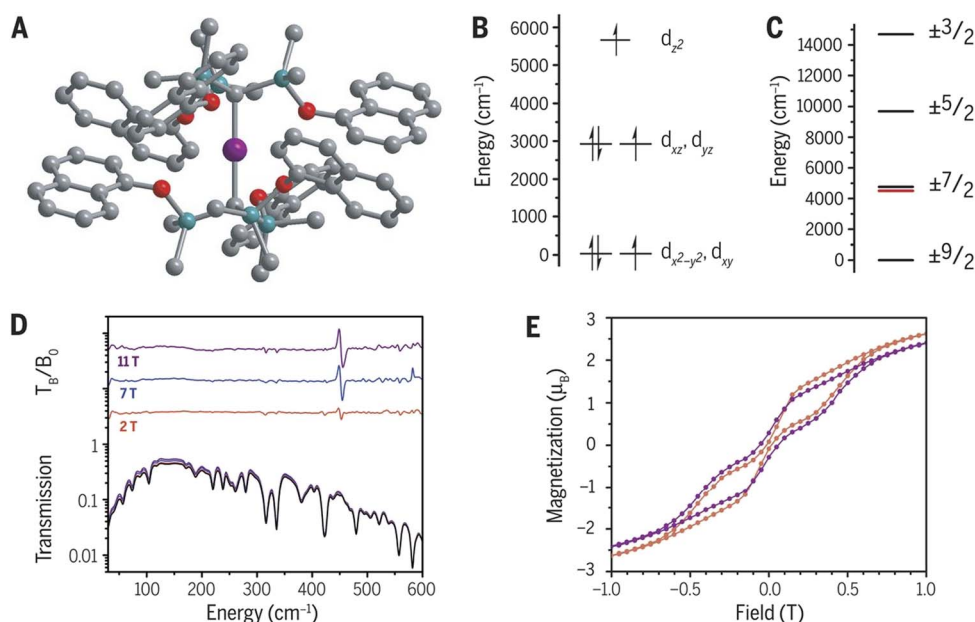 A
B
Energy (cm⁻¹)
6000
5000
4000
3000
2000
1000
0
d_z²
d_xz, d_yz
d_x²−y², d_xy
C
Energy (cm⁻¹)
14000
12000
10000
8000
6000
4000
2000
0
±3/2
±5/2
±7/2
±9/2
D
T_B/B_0
11 T
7 T
2 T
Transmission
1
0.1
0.01
100 200 300 400 500 600
Energy (cm⁻¹)
E
Magnetization (μ_B)
3
2
1
0
−1
−2
−3
−1.0 −0.5 0.0 0.5 1.0
Field (T)